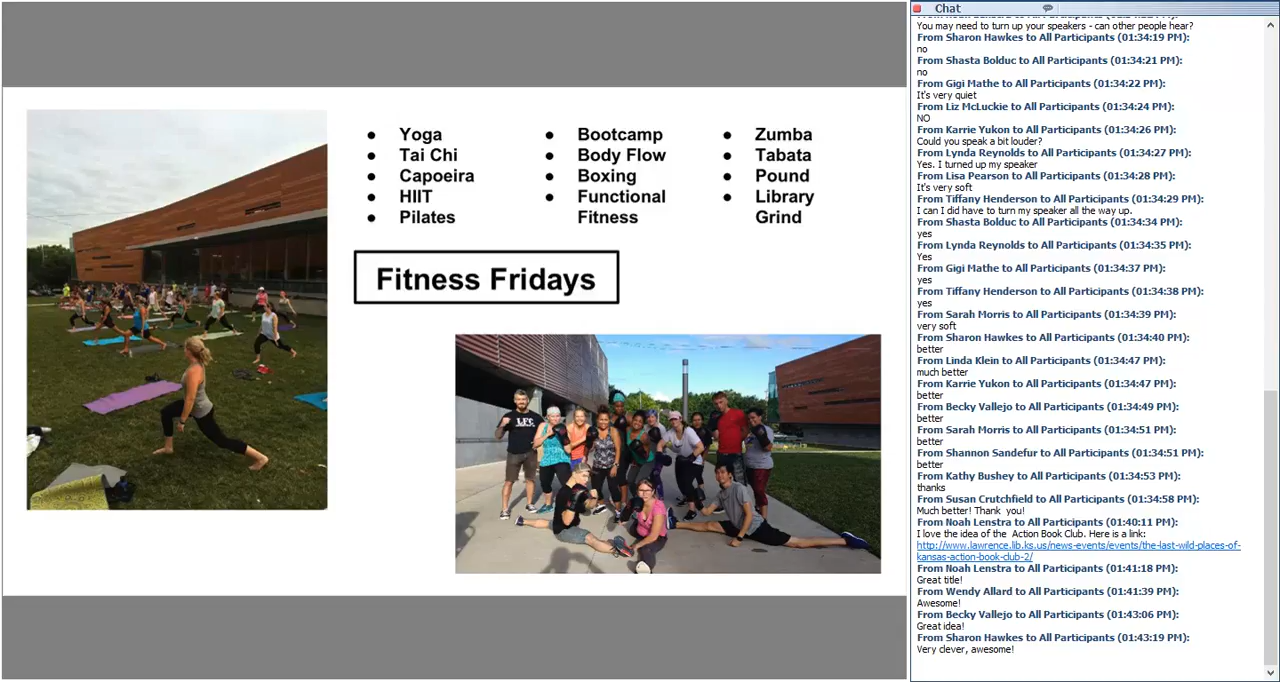 Yoga
Tai Chi
Capoeira
HIIT
Pilates
Bootcamp
Body Flow
Boxing
Functional
Fitness
Zumba
Tabata
Pound
Library
Grind
Fitness Fridays
LFC
Chat
You may need to turn up your speakers - can other people hear?
From Sharon Hawkes to All Participants (01:34:19 PM):
no
From Shasta Bolduc to All Participants (01:34:21 PM):
no
From Gigi Mathe to All Participants (01:34:22 PM):
It's very quiet
From Liz McLuckie to All Participants (01:34:24 PM):
NO
From Karrie Yukon to All Participants (01:34:26 PM):
Could you speak a bit louder?
From Lynda Reynolds to All Participants (01:34:27 PM):
Yes. I turned up my speaker
From Lisa Pearson to All Participants (01:34:28 PM):
It's very soft
From Tiffany Henderson to All Participants (01:34:29 PM):
I can I did have to turn my speaker all the way up.
From Shasta Bolduc to All Participants (01:34:34 PM):
yes
From Lynda Reynolds to All Participants (01:34:35 PM):
Yes
From Gigi Mathe to All Participants (01:34:37 PM):
yes
From Tiffany Henderson to All Participants (01:34:38 PM):
yes
From Sarah Morris to All Participants (01:34:39 PM):
very soft
From Sharon Hawkes to All Participants (01:34:40 PM):
better
From Linda Klein to All Participants (01:34:47 PM):
much better
From Karrie Yukon to All Participants (01:34:47 PM):
better
From Becky Vallejo to All Participants (01:34:49 PM):
better
From Sarah Morris to All Participants (01:34:51 PM):
better
From Shannon Sandefur to All Participants (01:34:51 PM):
better
From Kathy Bushey to All Participants (01:34:53 PM):
thanks
From Susan Crutchfield to All Participants (01:34:58 PM):
Much better! Thank  you!
From Noah Lenstra to All Participants (01:40:11 PM):
I love the idea of the  Action Book Club. Here is a link:
http://www.lawrence.lib.ks.us/news-events/events/the-last-wild-places-of-
kansas-action-book-club-2/
From Noah Lenstra to All Participants (01:41:18 PM):
Great title!
From Wendy Allard to All Participants (01:41:39 PM):
Awesome!
From Becky Vallejo to All Participants (01:43:06 PM):
Great idea!
From Sharon Hawkes to All Participants (01:43:19 PM):
Very clever, awesome!